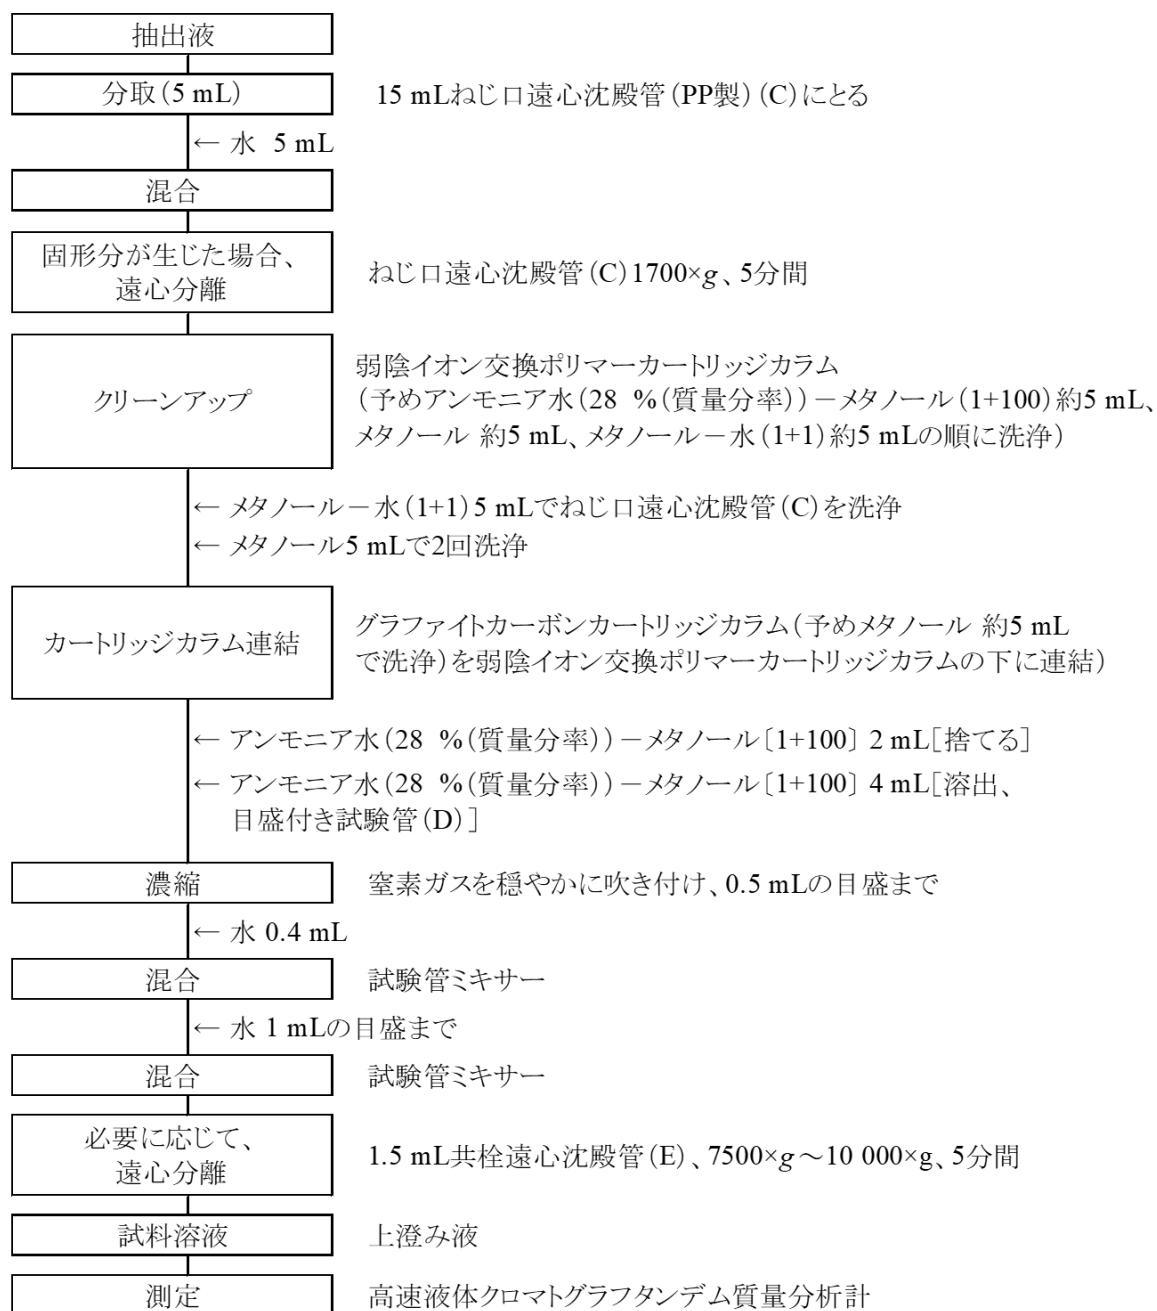 抽出液
分取(5 mL) 15 mLねじ口遠心沈殿管(PP製)(C)にとる
← 水 5 mL
混合
固形分が生じた場合、
遠心分離
ねじ口遠心沈殿管(C)1700×g、5分間
クリーンアップ
弱陰イオン交換ポリマーカートリッジカラム
(予めアンモニア水(28 %(質量分率))-メタノール(1+100)約5 mL、
メタノール 約5 mL、メタノール-水(1+1)約5 mLの順に洗浄)
← メタノール-水(1+1)5 mLでねじ口遠心沈殿管(C)を洗浄
← メタノール5 mLで2回洗浄
カートリッジカラム連結
グラファイトカーボンカートリッジカラム(予めメタノール 約5 mL
で洗浄)を弱陰イオン交換ポリマーカートリッジカラムの下に連結)
← アンモニア水(28 %(質量分率))-メタノール〔1+100〕 2 mL[捨てる]
← アンモニア水(28 %(質量分率))-メタノール〔1+100〕 4 mL[溶出、
目盛付き試験管(D)]
濃縮 窒素ガスを穏やかに吹き付け、0.5 mLの目盛まで
← 水 0.4 mL
混合 試験管ミキサー
← 水 1 mLの目盛まで
混合 試験管ミキサー
必要に応じて、
遠心分離
1.5 mL共栓遠心沈殿管(E)、7500×g~10 000×g、5分間
試料溶液 上澄み液
測定 高速液体クロマトグラフタンデム質量分析計